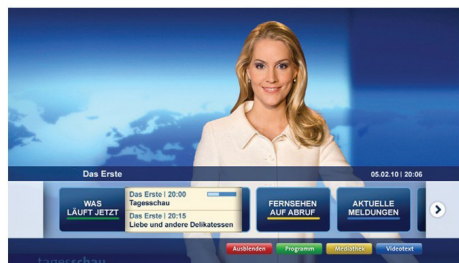 Das Erste
05.02.10 | 20:06
WAS
LÄUFT JETZT
Das Erste | 20:00
Tagesschau
Das Erste | 20:15
Liebe und andere Delikatessen
FERNSEHEN
AUF ABRUF
AKTUELLE
MELDUNGEN
Ausblenden
Programm
Mediathek
Videotext
tagesschau